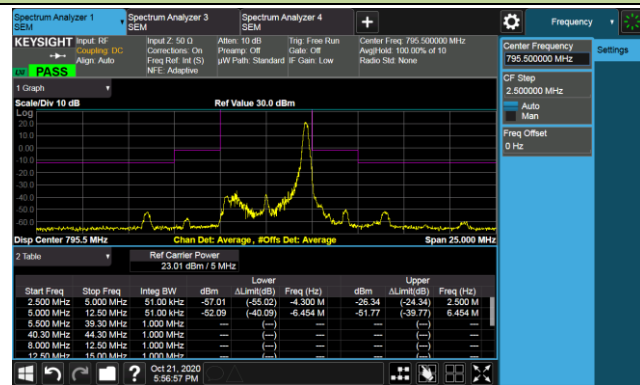 Spectrum Analyzer 1
SEM
Spectrum Analyzer 3
SEM
Spectrum Analyzer 4
SEM
Frequency
KEYSIGHT
Input: RF
Coupling: DC
Align: Auto
Input Z: 50 Ω
Corrections: On
Freq Ref: Int (S)
NFE: Adaptive
Atten: 10 dB
Preamp: Off
µW Path: Standard
Trig: Free Run
Gate: Off
IF Gain: Low
Center Freq: 795.500000 MHz
Avg|Hold: 100.00% of 10
Radio Std: None
PASS
Center Frequency
795.500000 MHz
Settings
CF Step
2.500000 MHz
Auto
Man
Freq Offset
0 Hz
1 Graph
Scale/Div 10 dB
Ref Value 30.0 dBm
Log
20.0
10.0
0.00
-10.0
-20.0
-30.0
-40.0
-50.0
-60.0
Disp Center 795.5 MHz
Chan Det: Average , #Offs Det: Average
Span 25.000 MHz
2 Table
Ref Carrier Power
23.01 dBm / 5 MHz
Lower Upper
Start Freq Stop Freq Integ BW dBm ΔLimit(dB) Freq (Hz) dBm ΔLimit(dB) Freq (Hz)
2.500 MHz 5.000 MHz 51.00 kHz -57.01 (-55.02) -4.300 M -26.34 (-24.34) 2.500 M
5.000 MHz 12.50 MHz 51.00 kHz -52.09 (-40.09) -6.454 M -51.77 (-39.77) 6.454 M
5.500 MHz 39.30 MHz 1.000 MHz --- (---) --- --- (---) ---
40.30 MHz 44.30 MHz 1.000 MHz --- (---) --- --- (---) ---
8.000 MHz 12.50 MHz 1.000 MHz --- (---) --- --- (---) ---
12.50 MHz 15.00 MHz 1.000 MHz --- (---) --- --- (---) ---
Oct 21, 2020
5:56:57 PM